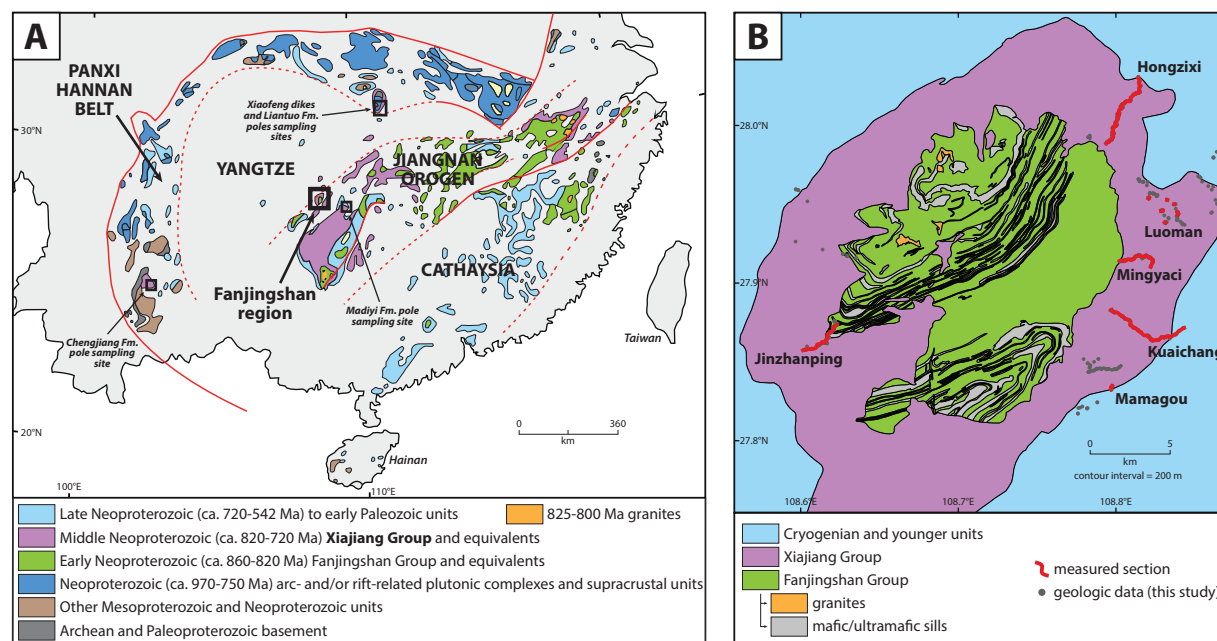 A
PANXI
HANNAN
BELT
Xiaofeng dikes
and Liantuo Fm.
poles sampling
sites
30°N
YANGTZE
JIANGNAN
OROGEN
CATHAYSIA
Fanjingshan
region
Madiyi Fm. pole
sampling site
Chengjiang Fm.
pole sampling
site
Taiwan
20°N
0
360
km
Hainan
100°E
110°E
Late Neoproterozoic (ca. 720-542 Ma) to early Paleozoic units
825-800 Ma granites
Middle Neoproterozoic (ca. 820-720 Ma) Xiajiang Group and equivalents
Early Neoproterozoic (ca. 860-820 Ma) Fanjingshan Group and equivalents
Neoproterozoic (ca. 970-750 Ma) arc- and/or rift-related plutonic complexes and supracrustal units
Other Mesoproterozoic and Neoproterozoic units
Archean and Paleoproterozoic basement
B
Hongzixi
28.0°N
Luoman
Mingyaci
27.9°N
Jinzhanping
Kuaichang
Mamagou
27.8°N
0
5
km
contour interval = 200 m
108.6°E
108.7°E
108.8°E
Cryogenian and younger units
Xiajiang Group
Fanjingshan Group
granites
mafic/ultramafic sills
measured section
geologic data (this study)